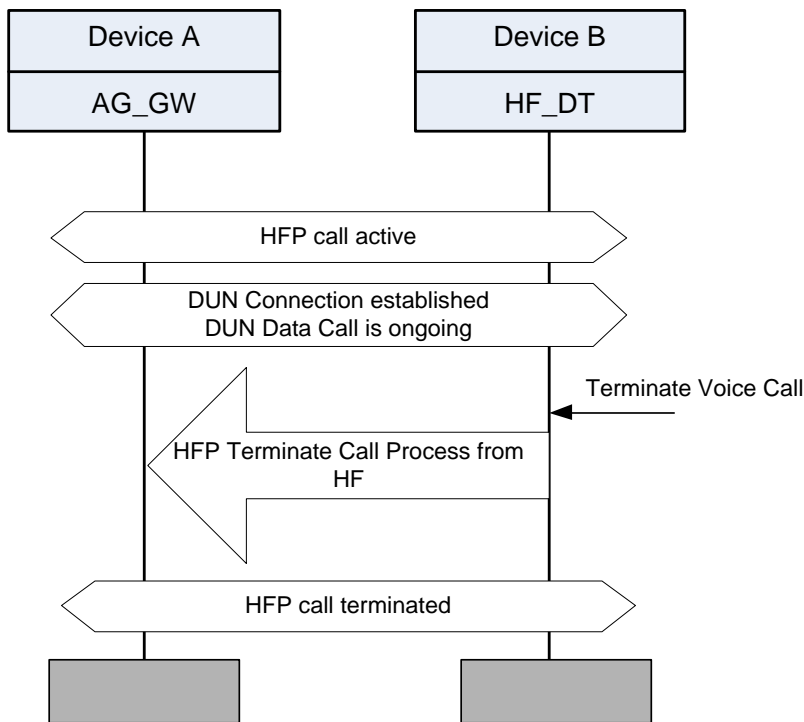 Device A
AG_GW
Device B
HF_DT
HFP call active
DUN Connection established
DUN Data Call is ongoing
Terminate Voice Call
HFP Terminate Call Process from
HF
HFP call terminated